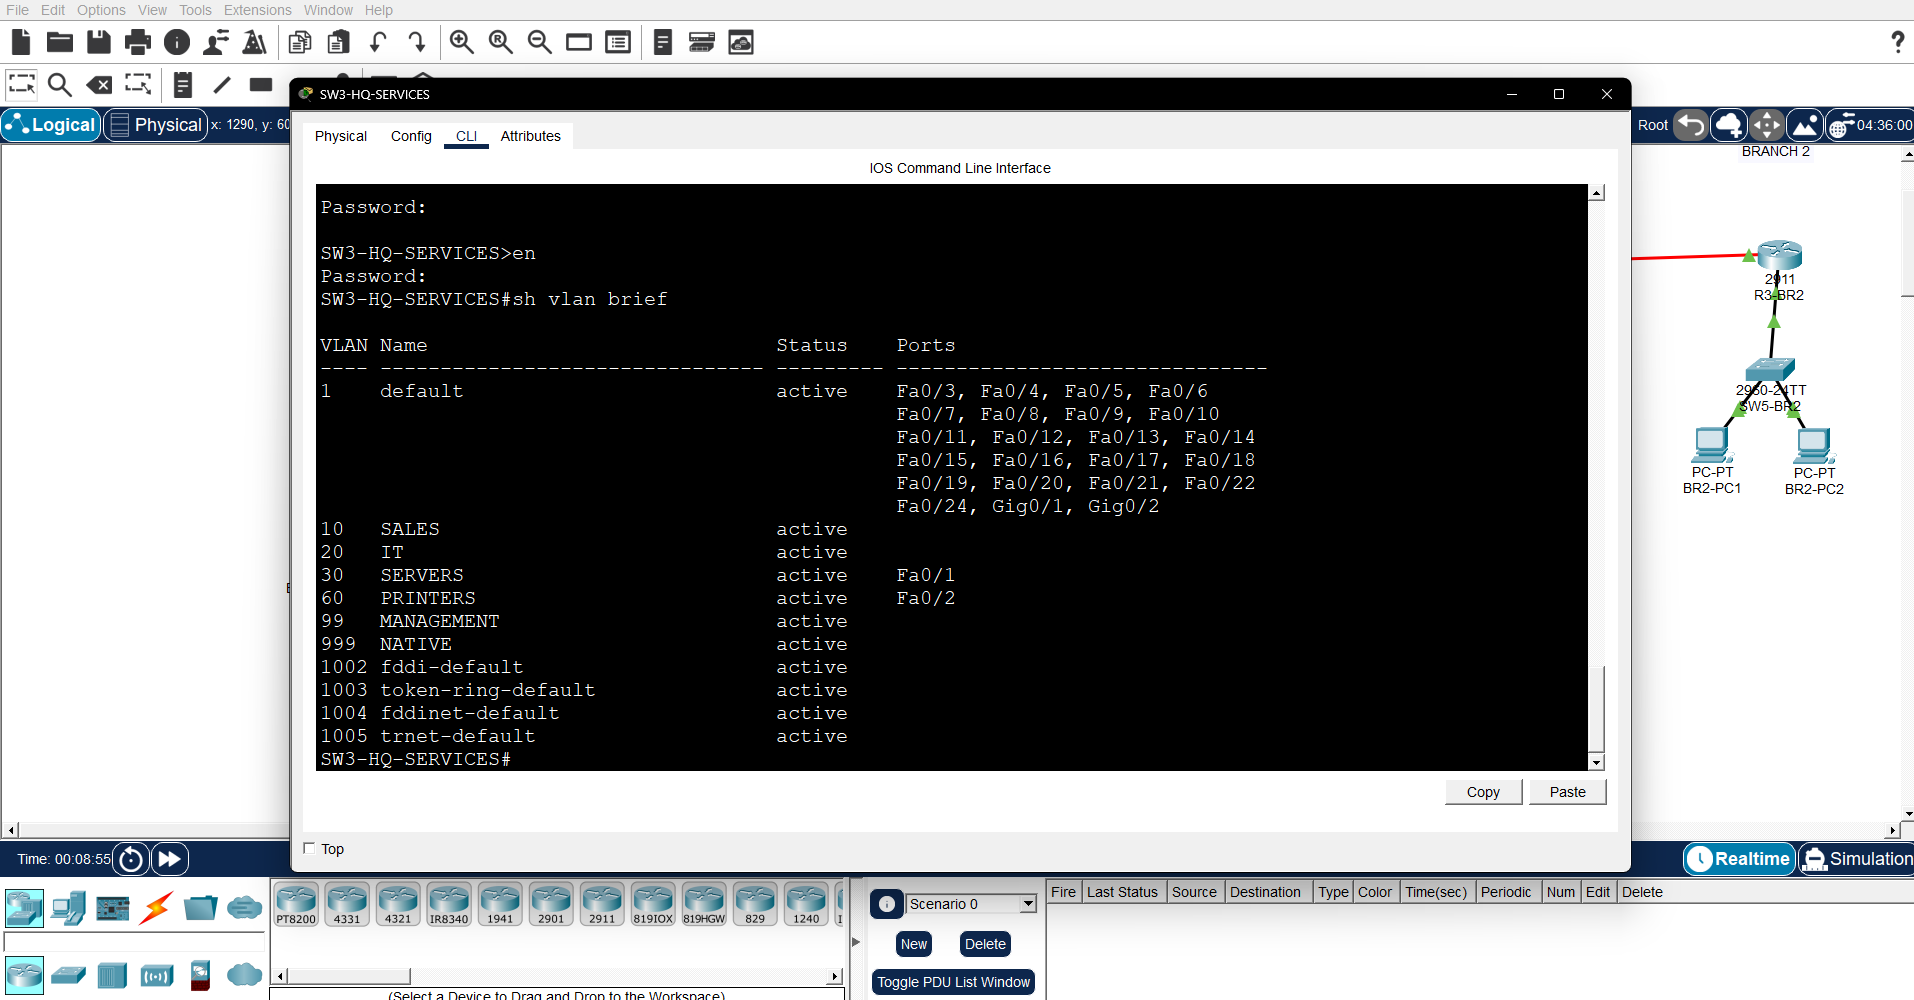 File Edit Options View Tools Extensions Window Help
SW3-HQ-SERVICES
Logical Physical x: 1290, y: 60
Root 04:36:00
Physical Config CLI Attributes
BRANCH 2
IOS Command Line Interface
Password:
SW3-HQ-SERVICES>en
Password:
SW3-HQ-SERVICES#sh vlan brief
VLAN Name Status Ports
---- -------------------------------- --------- -------------------------------
1 default active Fa0/3, Fa0/4, Fa0/5, Fa0/6
Fa0/7, Fa0/8, Fa0/9, Fa0/10
Fa0/11, Fa0/12, Fa0/13, Fa0/14
Fa0/15, Fa0/16, Fa0/17, Fa0/18
Fa0/19, Fa0/20, Fa0/21, Fa0/22
Fa0/24, Gig0/1, Gig0/2
10 SALES active
20 IT active
30 SERVERS active Fa0/1
60 PRINTERS active Fa0/2
99 MANAGEMENT active
999 NATIVE active
1002 fddi-default active
1003 token-ring-default active
1004 fddinet-default active
1005 trnet-default active
SW3-HQ-SERVICES#
Copy Paste
Top
2911
R3-BR2
2960-24TT
SW5-BR2
PC-PT
BR2-PC1
PC-PT
BR2-PC2
Time: 00:08:55
Realtime Simulation
PT8200 4331 4321 IR8340 1941 2901 2911 819IOX 819HGW 829 1240
(Select a Device to Drag and Drop to the Workspace)
Scenario 0
New Delete
Toggle PDU List Window
Fire Last Status Source Destination Type Color Time(sec) Periodic Num Edit Delete